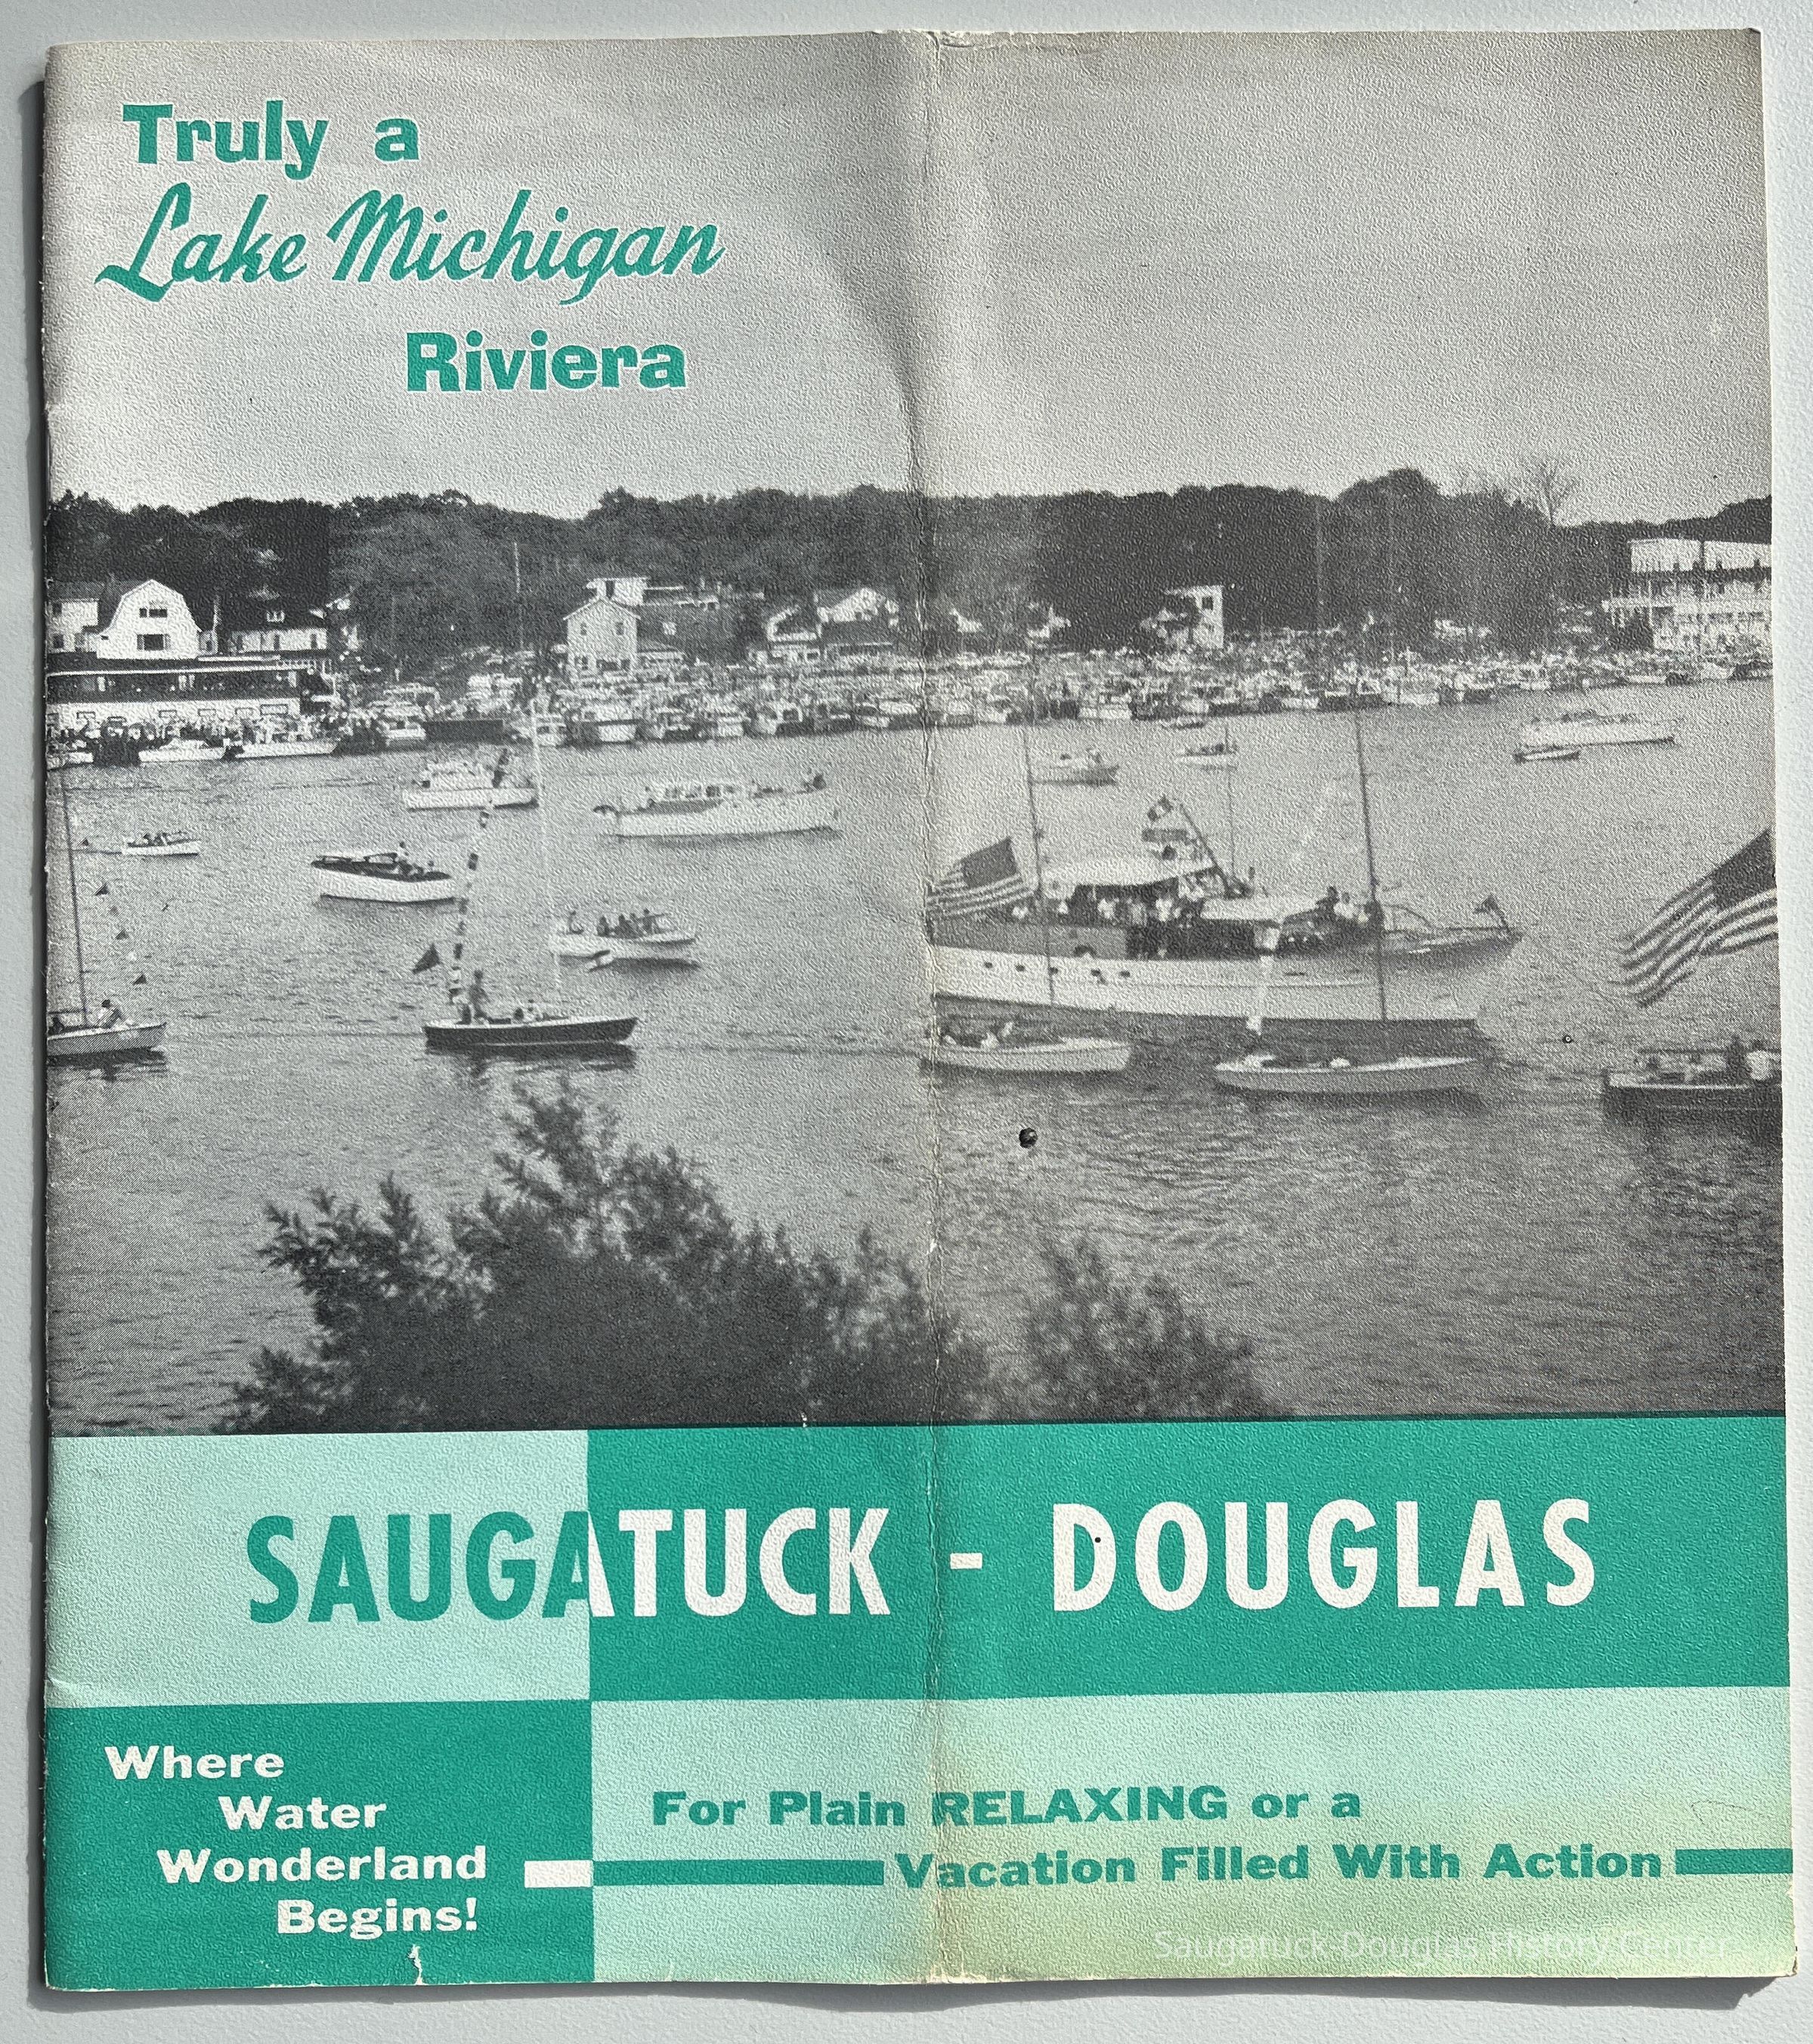 Truly a
Lake Michigan
Riviera
SAUGATUCK - DOUGLAS
Where
Water
Wonderland
Begins!
For Plain RELAXING or a
Vacation Filled With Action
Saugatuck-Douglas History Center